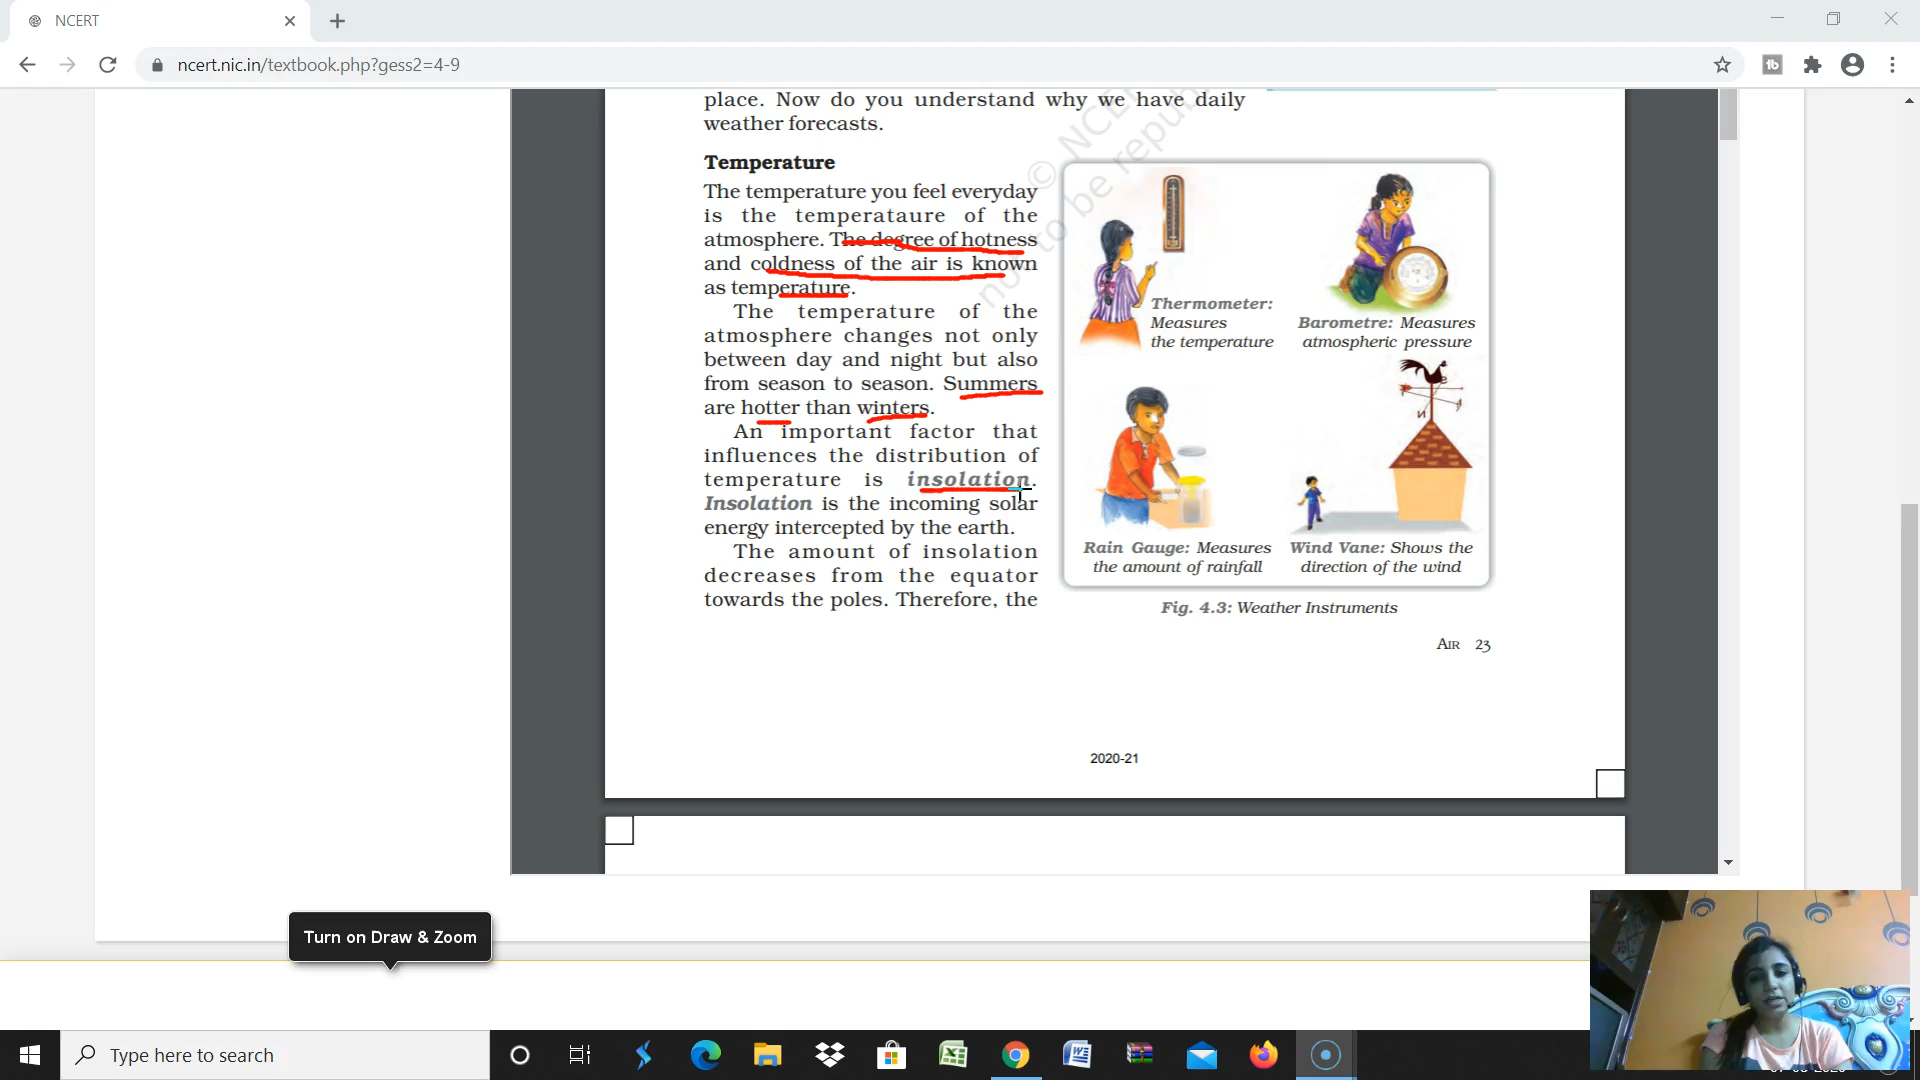 NCERT
ncert.nic.in/textbook.php?gess2=4-9
place. Now do you understand why we have daily
weather forecasts.
© NCER
not to be republ
Temperature
The temperature you feel everyday
is the temperataure of the
atmosphere. The degree of hotness
and coldness of the air is known
as temperature.
The temperature of the
atmosphere changes not only
between day and night but also
from season to season. Summers
are hotter than winters.
An important factor that
influences the distribution of
temperature is insolation.
Insolation is the incoming solar
energy intercepted by the earth.
The amount of insolation
decreases from the equator
towards the poles. Therefore, the
Thermometer:
Measures
the temperature
Barometre: Measures
atmospheric pressure
Rain Gauge: Measures
the amount of rainfall
Wind Vane: Shows the
direction of the wind
Fig. 4.3: Weather Instruments
AIR 23
2020-21
Turn on Draw & Zoom
Type here to search